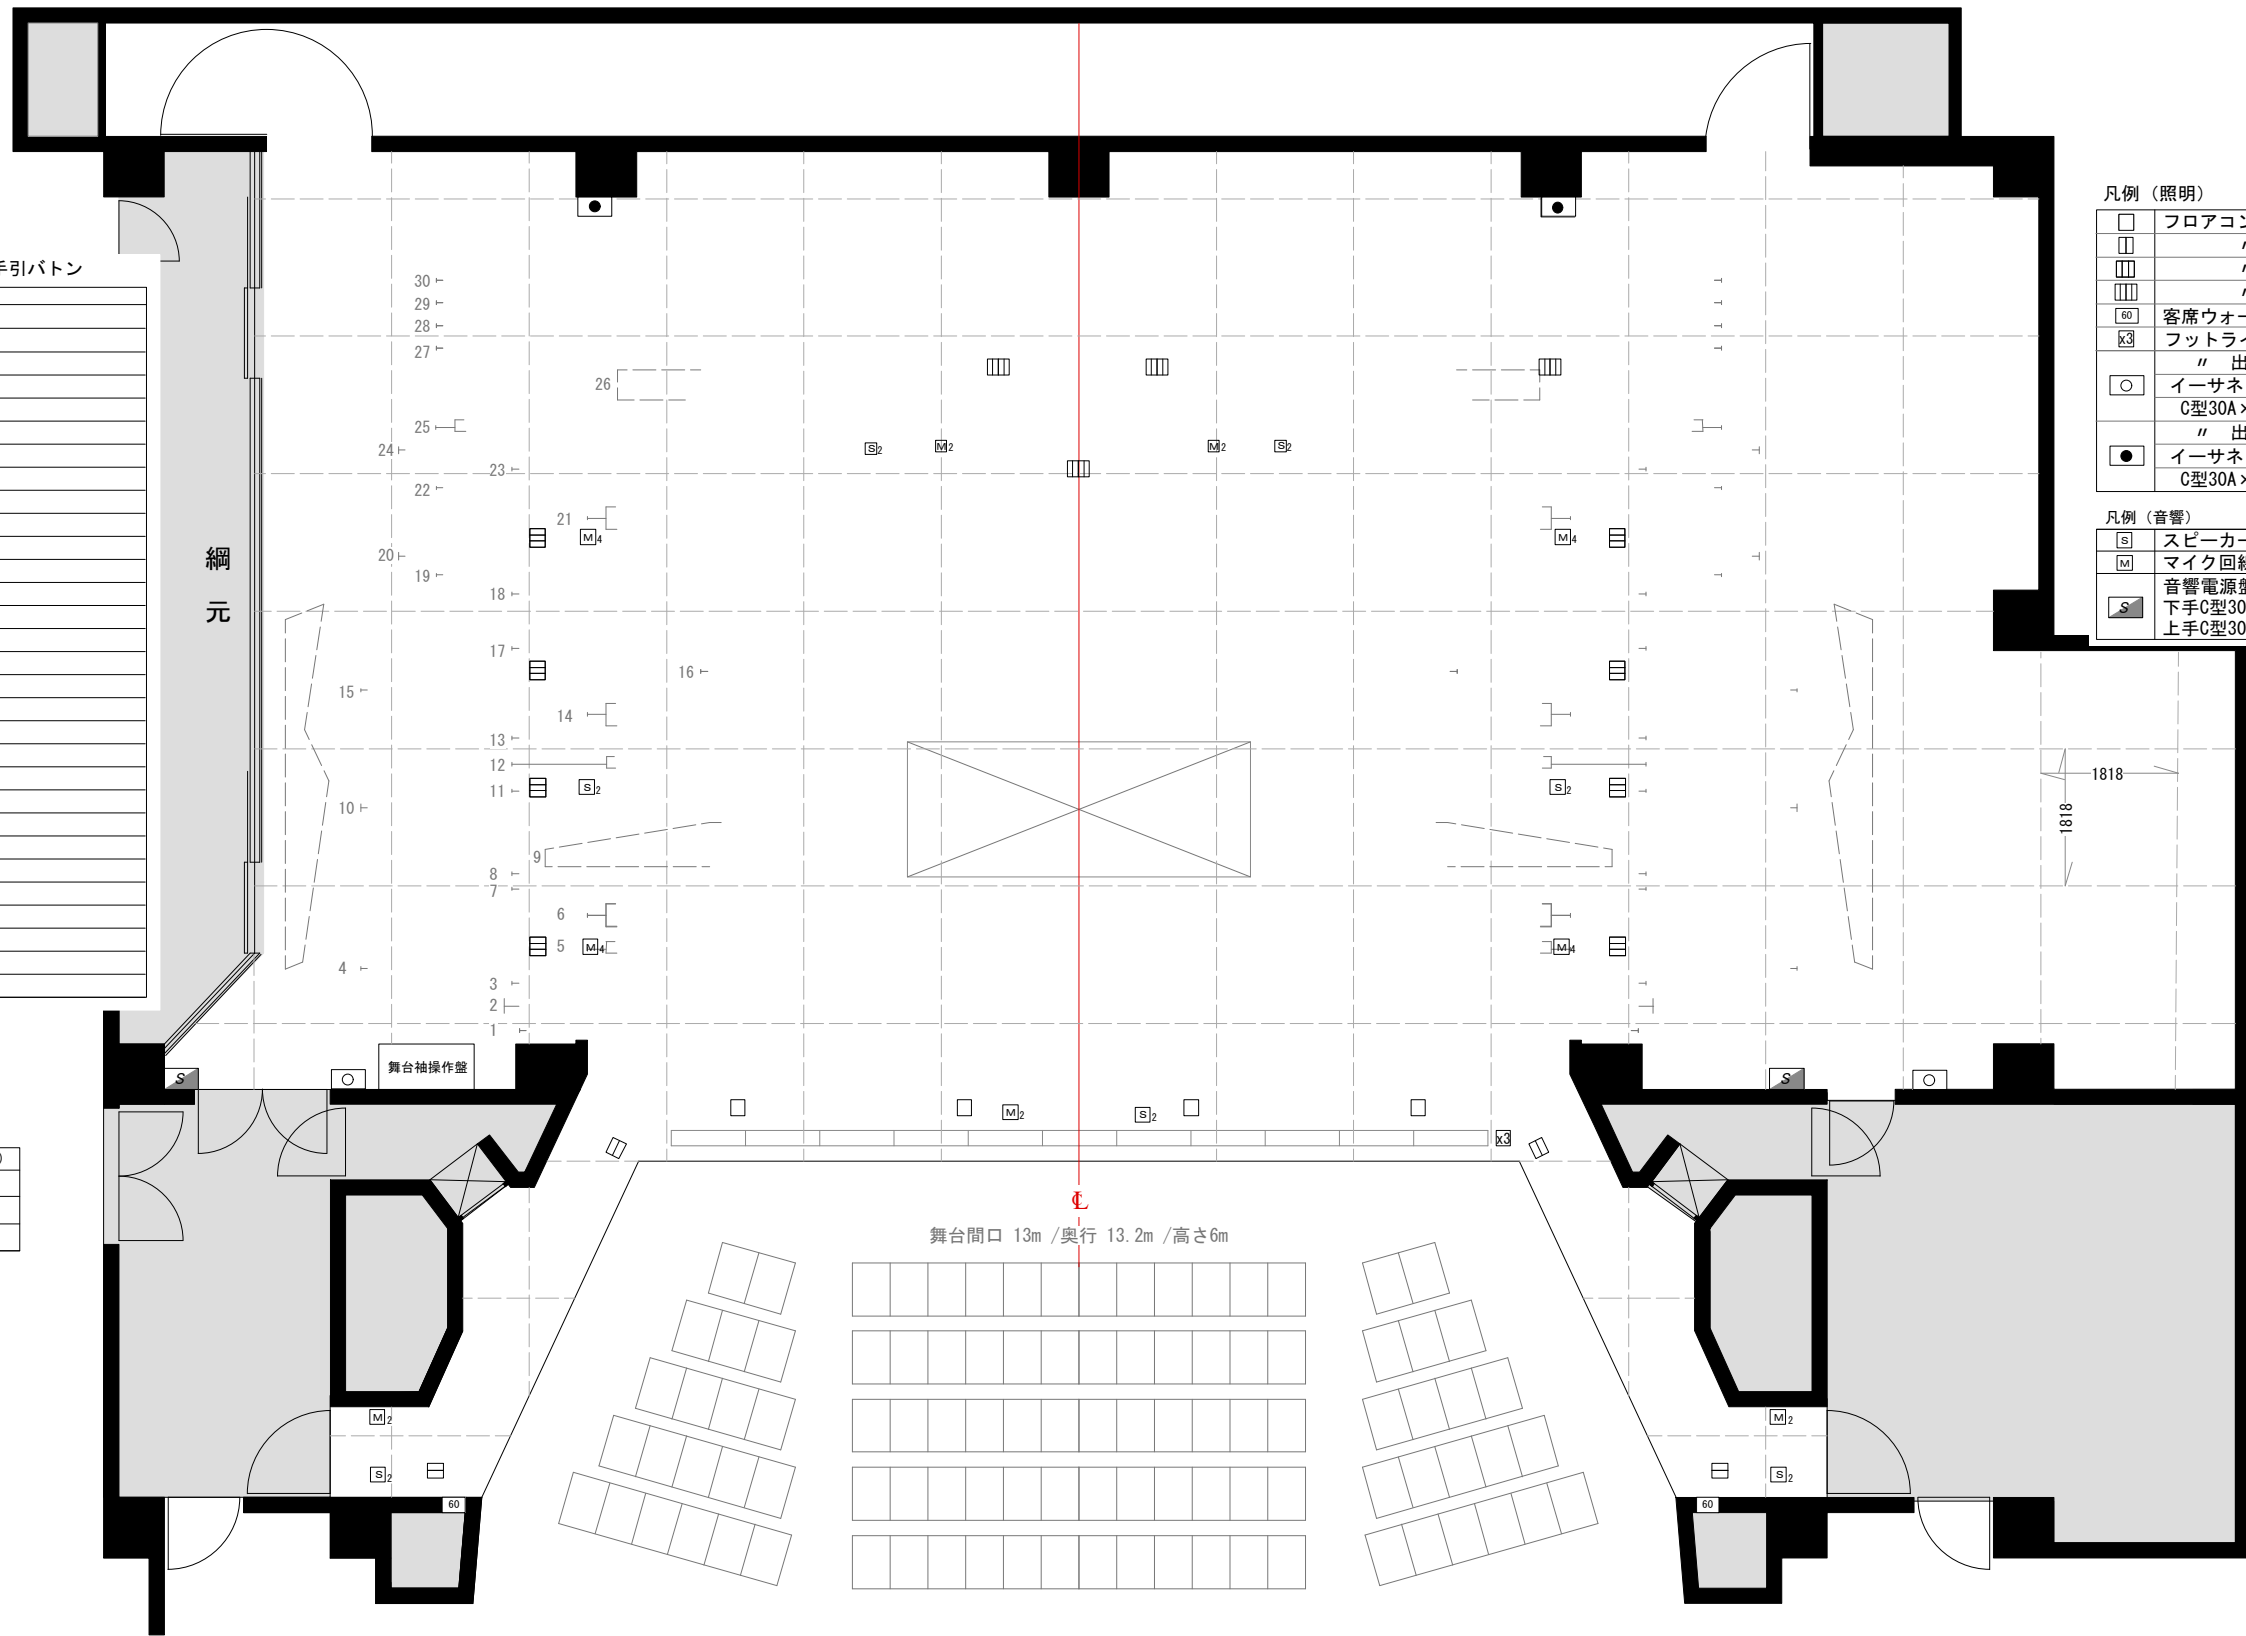 手引バトン
綱
元
30
29
28
27
26
25
24
23
22
21
20
19
18
17
16
15
14
13
12
11
10
9
8
7
6
5
4
3
2
1
S2
M2
M2
S2
M4
M4
S2
S2
M4
M4
1818
1818
S
舞台袖操作盤
S
M2
S2
x3
℄
舞台間口 13m /奥行 13.2m /高さ6m
M2
S2
60
M2
S2
60
凡例 (照明)
フロアコン
〃
〃
〃
60 客席ウォー
x3 フットライ
〃 出
イーサネ
C型30A×
〃 出
イーサネ
C型30A×
凡例 (音響)
S スピーカー
M マイク回線
S 音響電源盤
下手C型30
上手C型30
)